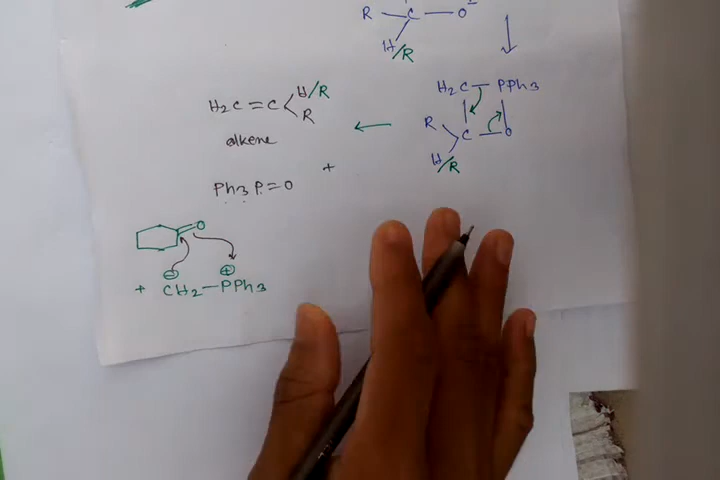 R — C — O⁻
H/R
H₂C — PPh3
R C — O
H/R
H₂C = C H/R
R
alkene
+
Ph3P=O
O
⊖ ⊕
+ CH₂—PPh3